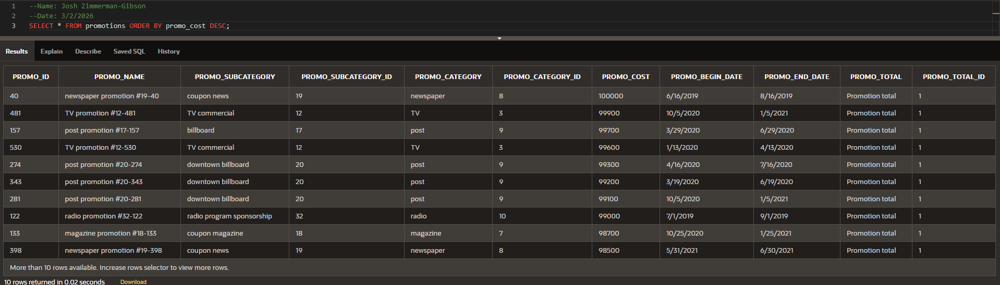 1 --Name: Josh Zimmerman-Gibson
2 --Date: 3/2/2026
3 SELECT * FROM promotions ORDER BY promo_cost DESC;
Results Explain Describe Saved SQL History
PROMO_ID PROMO_NAME PROMO_SUBCATEGORY PROMO_SUBCATEGORY_ID PROMO_CATEGORY PROMO_CATEGORY_ID PROMO_COST PROMO_BEGIN_DATE PROMO_END_DATE PROMO_TOTAL PROMO_TOTAL_ID
40 newspaper promotion #19-40 coupon news 19 newspaper 8 100000 6/16/2019 8/16/2019 Promotion total 1
481 TV promotion #12-481 TV commercial 12 TV 3 99900 10/5/2020 1/5/2021 Promotion total 1
157 post promotion #17-157 billboard 17 post 9 99700 3/29/2020 6/29/2020 Promotion total 1
530 TV promotion #12-530 TV commercial 12 TV 3 99600 1/13/2020 4/13/2020 Promotion total 1
274 post promotion #20-274 downtown billboard 20 post 9 99300 4/16/2020 7/16/2020 Promotion total 1
343 post promotion #20-343 downtown billboard 20 post 9 99200 3/19/2020 6/19/2020 Promotion total 1
281 post promotion #20-281 downtown billboard 20 post 9 99100 10/5/2020 1/5/2021 Promotion total 1
122 radio promotion #32-122 radio program sponsorship 32 radio 10 99000 7/1/2019 9/1/2019 Promotion total 1
133 magazine promotion #18-133 coupon magazine 18 magazine 7 98700 10/25/2020 1/25/2021 Promotion total 1
398 newspaper promotion #19-398 coupon news 19 newspaper 8 98500 5/31/2021 6/30/2021 Promotion total 1
More than 10 rows available. Increase rows selector to view more rows.
10 rows returned in 0.02 seconds Download